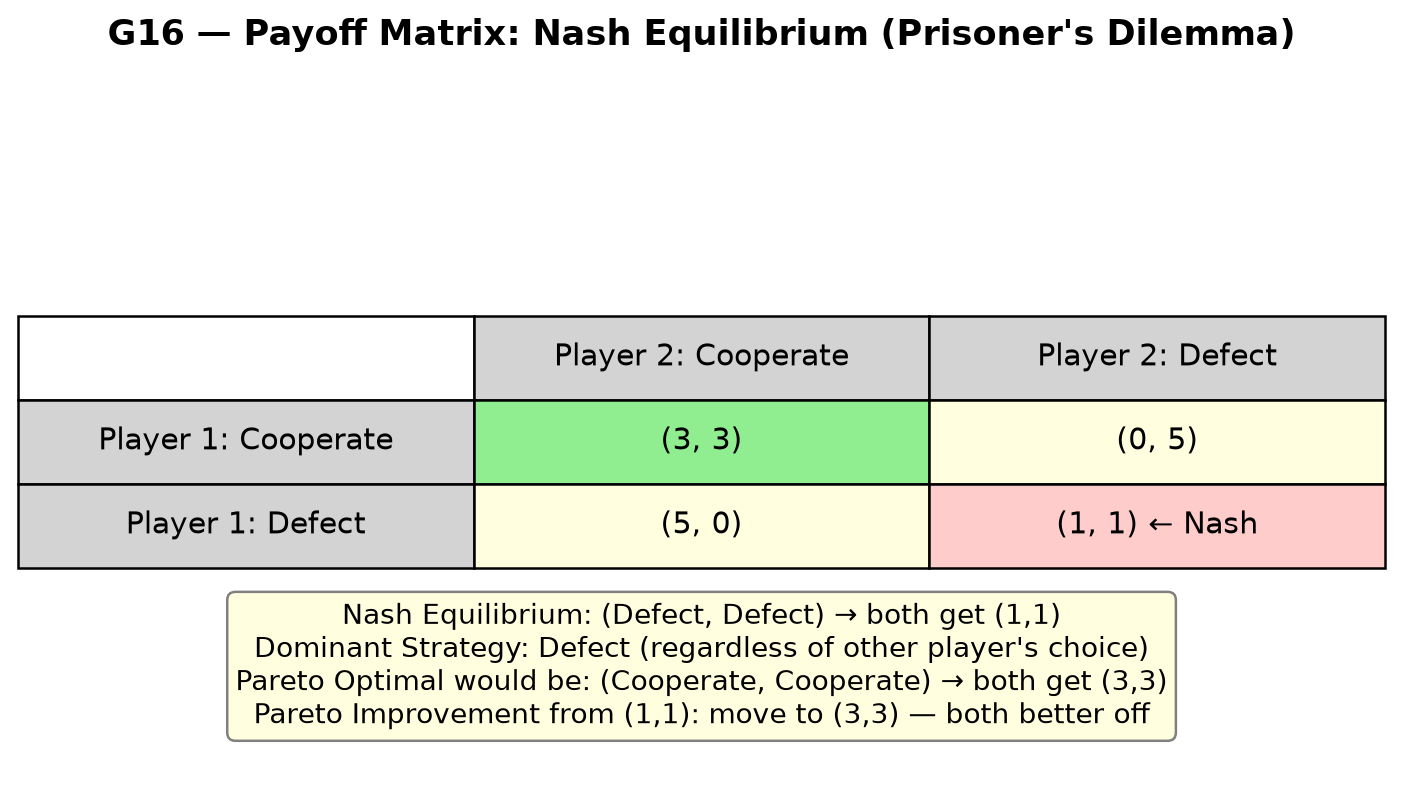 G16 — Payoff Matrix: Nash Equilibrium (Prisoner's Dilemma)
Player 2: Cooperate
Player 2: Defect
Player 1: Cooperate
(3, 3)
(0, 5)
Player 1: Defect
(5, 0)
(1, 1) ← Nash
Nash Equilibrium: (Defect, Defect) → both get (1,1)
Dominant Strategy: Defect (regardless of other player's choice)
Pareto Optimal would be: (Cooperate, Cooperate) → both get (3,3)
Pareto Improvement from (1,1): move to (3,3) — both better off